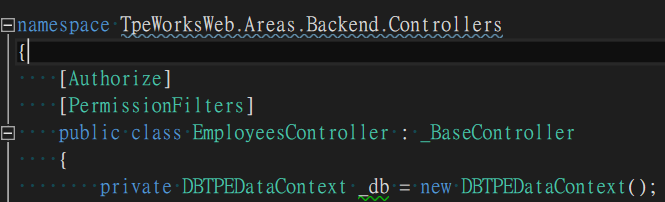 namespace TpeWorksWeb.Areas.Backend.Controllers
{
    [Authorize]
    [PermissionFilters]
    public class EmployeesController : _BaseController
    {
        private DBTPEDataContext _db = new DBTPEDataContext();